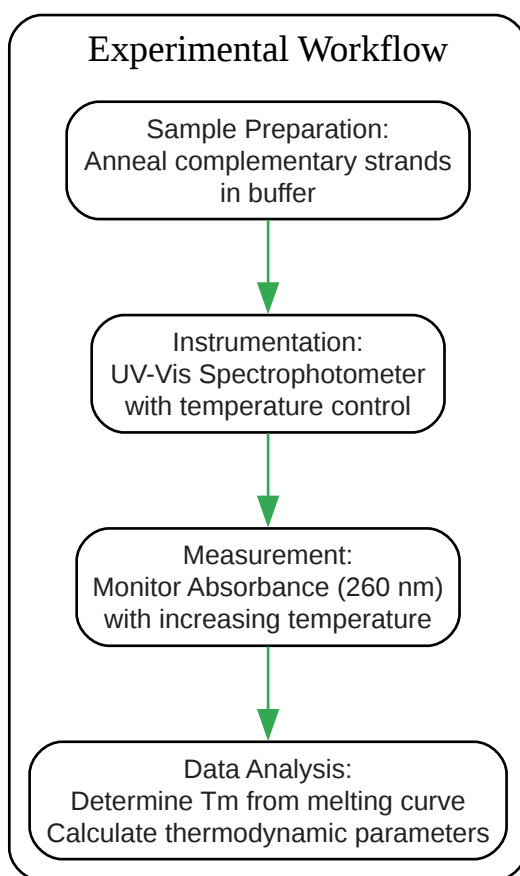 Experimental Workflow
Sample Preparation:
Anneal complementary strands
in buffer
Instrumentation:
UV-Vis Spectrophotometer
with temperature control
Measurement:
Monitor Absorbance (260 nm)
with increasing temperature
Data Analysis:
Determine Tm from melting curve
Calculate thermodynamic parameters